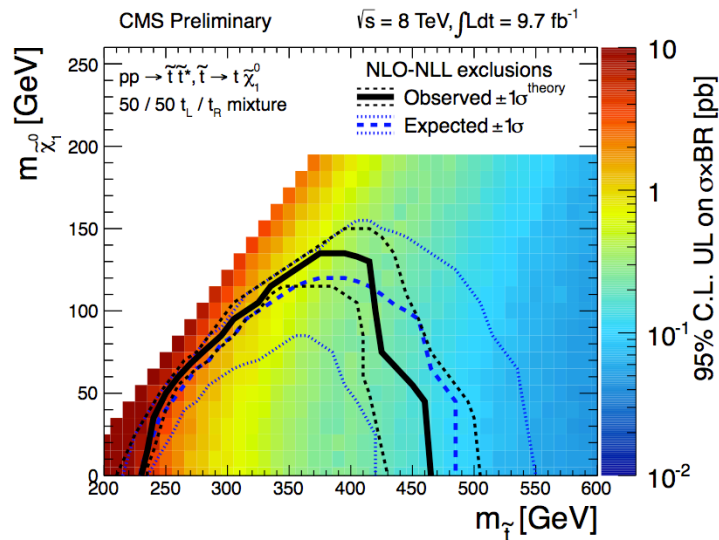 CMS Preliminary √s = 8 TeV, ∫Ldt = 9.7 fb⁻¹
pp → t̃ t̃*, t̃ → t χ̃₁⁰
50 / 50 t_L / t_R mixture
NLO-NLL exclusions
Observed ±1σ^theory
Expected ±1σ
m_χ̃₁⁰ [GeV]
250
200
150
100
50
0
200 250 300 350 400 450 500 550 600
m_t̃ [GeV]
10
1
10⁻¹
10⁻²
95% C.L. UL on σ×BR [pb]